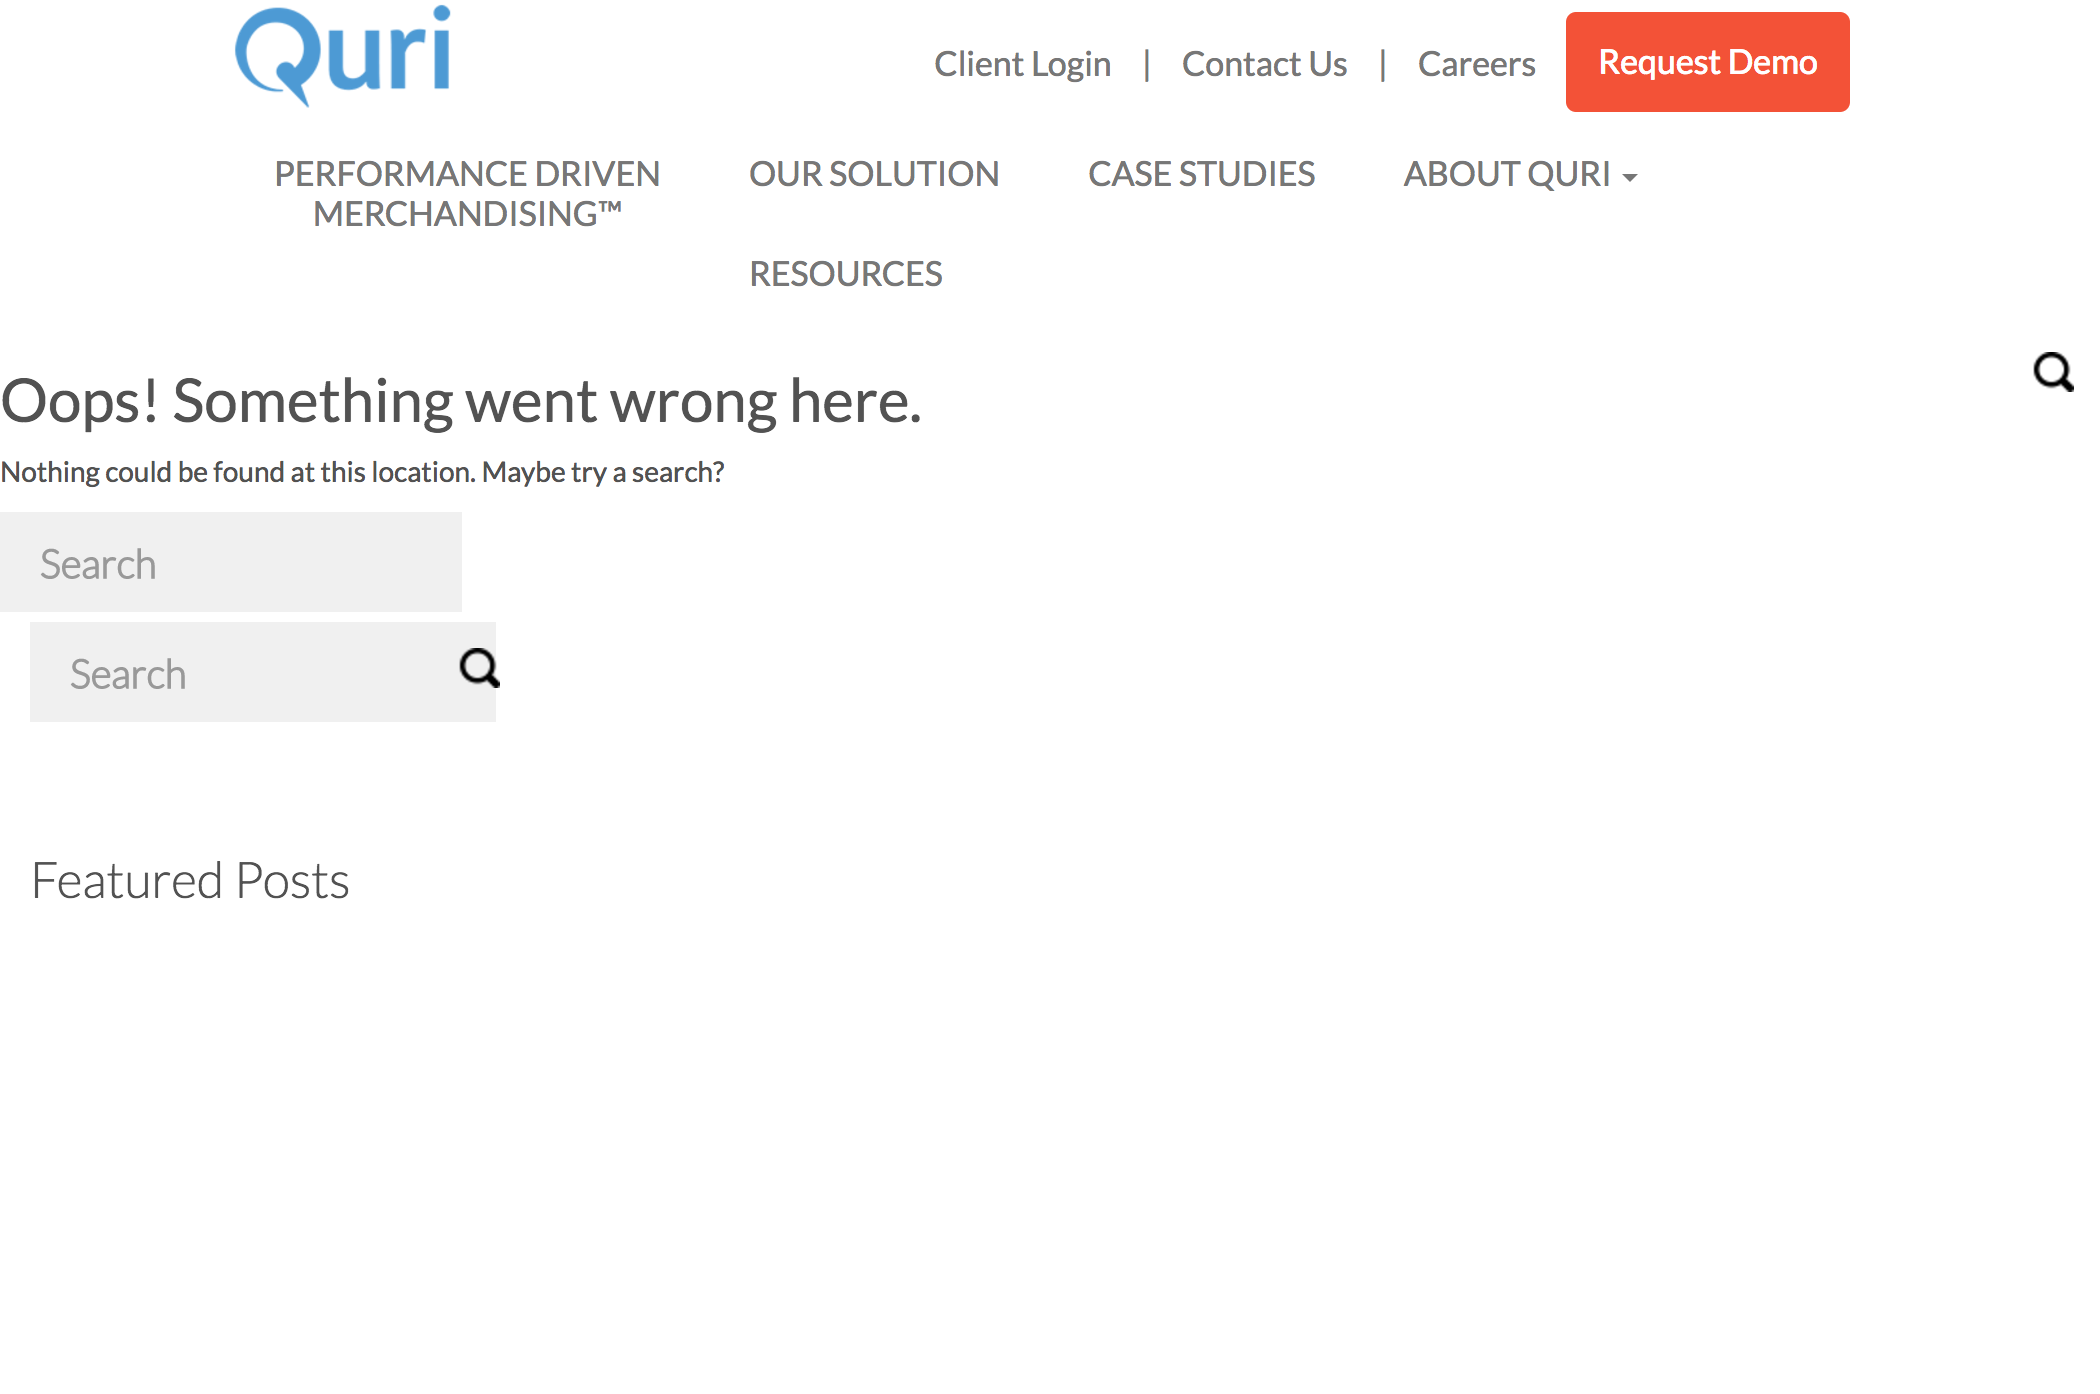 Quri
Client Login | Contact Us | Careers
Request Demo
PERFORMANCE DRIVEN
MERCHANDISING™
OUR SOLUTION
CASE STUDIES
ABOUT QURI
RESOURCES
Oops! Something went wrong here.
Nothing could be found at this location. Maybe try a search?
Search
Search
Featured Posts